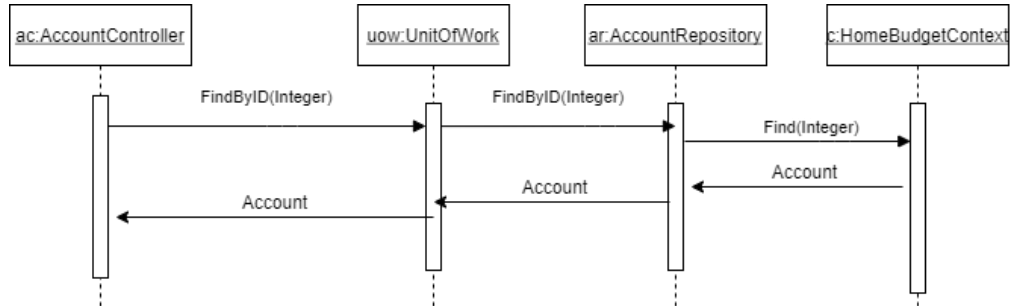 ac:AccountController
uow:UnitOfWork
ar:AccountRepository
c:HomeBudgetContext
FindByID(Integer)
FindByID(Integer)
Find(Integer)
Account
Account
Account